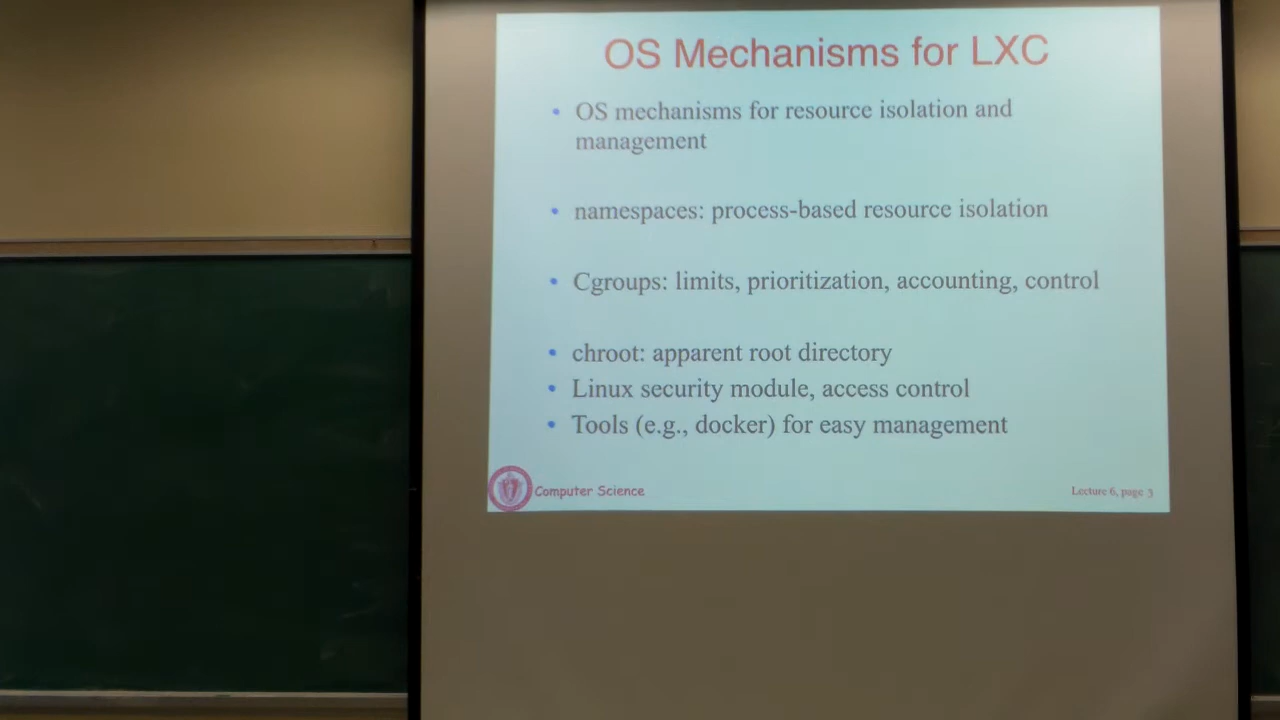 OS Mechanisms for LXC
• OS mechanisms for resource isolation and
management
• namespaces: process-based resource isolation
• Cgroups: limits, prioritization, accounting, control
• chroot: apparent root directory
• Linux security module, access control
• Tools (e.g., docker) for easy management
Computer Science
Lecture 6, page 3